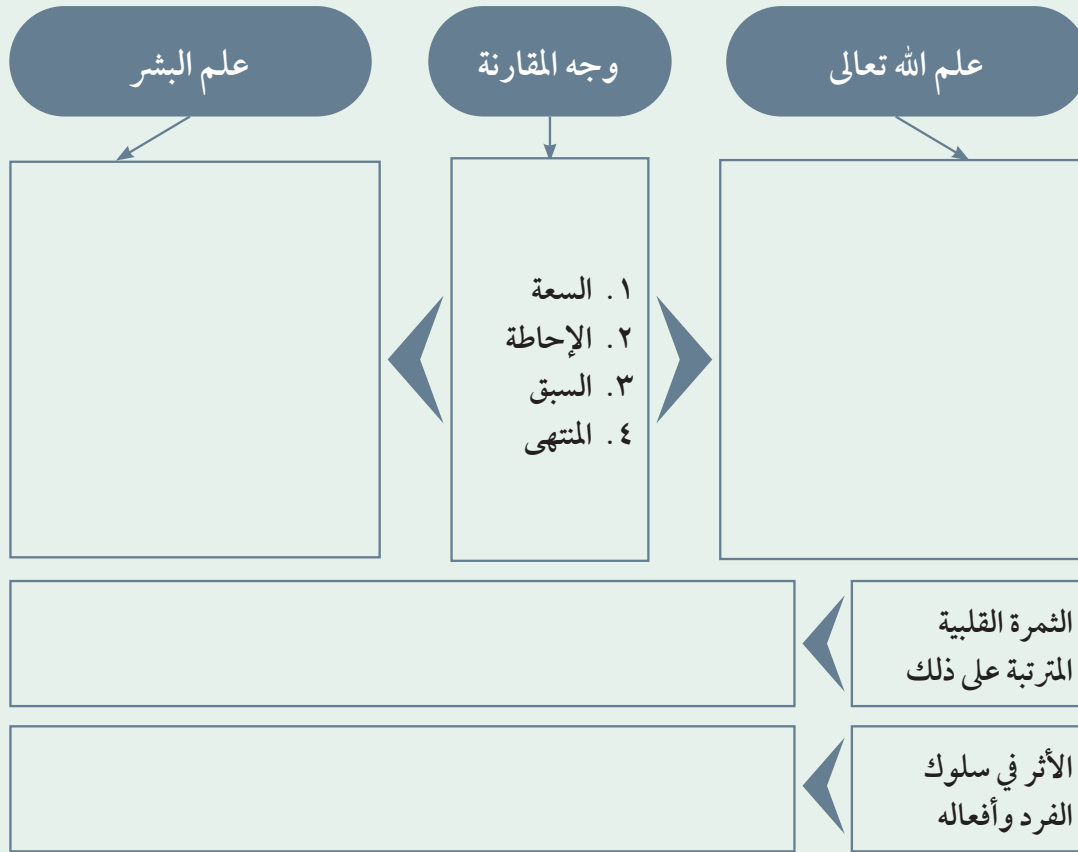 علم الله تعالى
وجه المقارنة
علم البشر
١. السعة
٢. الإحاطة
٣. السبق
٤. المنتهى
الثمرة القلبية
المترتبة على ذلك
الأثر في سلوك
الفرد وأفعاله